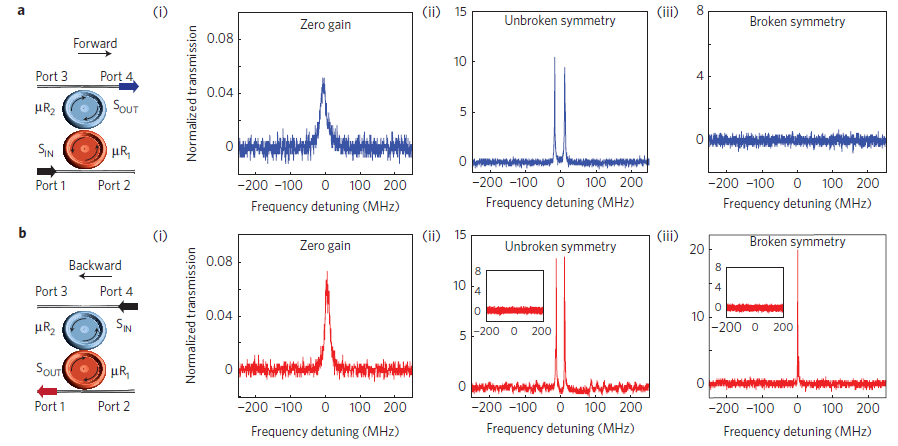 a
Forward
Port 3 Port 4
μR2
SOUT
SIN
μR1
Port 1 Port 2
(i)
Zero gain
Normalized transmission
0.08
0.04
0
−200 −100 0 100 200
Frequency detuning (MHz)
(ii)
Unbroken symmetry
15
10
5
0
−200 −100 0 100 200
Frequency detuning (MHz)
(iii)
Broken symmetry
8
4
0
−200 −100 0 100 200
Frequency detuning (MHz)
b
Backward
Port 3 Port 4
μR2
SIN
SOUT
μR1
Port 1 Port 2
(i)
Zero gain
Normalized transmission
0.08
0.04
0
−200 −100 0 100 200
Frequency detuning (MHz)
(ii)
Unbroken symmetry
15
10
5
0
8
4
0
−200 0 200
−200 −100 0 100 200
Frequency detuning (MHz)
(iii)
Broken symmetry
20
10
0
8
4
0
−200 0 200
−200 −100 0 100 200
Frequency detuning (MHz)